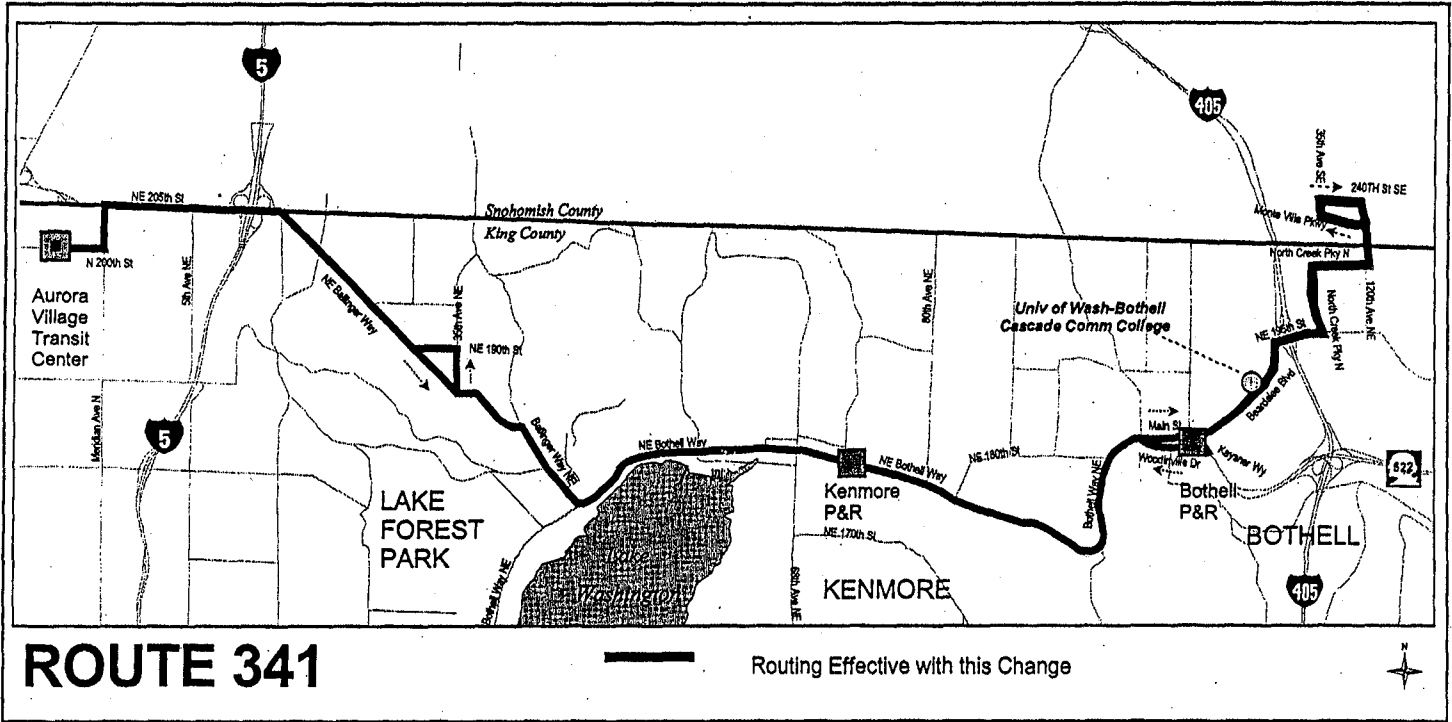 5
405
35th Ave SE
240TH St SE
NE 205th St
Snohomish County
King County
Monte Villa Pkwy
North Creek Pky N
N 200th St
5th Ave NE
NE Ballinger Way
35th Ave NE
80th Ave NE
120th Ave NE
North Creek Pky N
Aurora
Village
Transit
Center
Univ of Wash-Bothell
Cascade Comm College
NE 195th St
NE 190th St
Beardslee Blvd
Meridian Ave N
5
Ballinger Way NE
NE Bothell Way
Main St
NE 180th St
Woodinville Dr
Kaysner Wy
522
NE Bothell Way
Bothell Way NE
Kenmore
P&R
Bothell
P&R
LAKE
FOREST
PARK
NE 170th St
BOTHELL
Lake
Washington
Bothell Way NE
68th Ave NE
KENMORE
405
ROUTE 341
Routing Effective with this Change
N